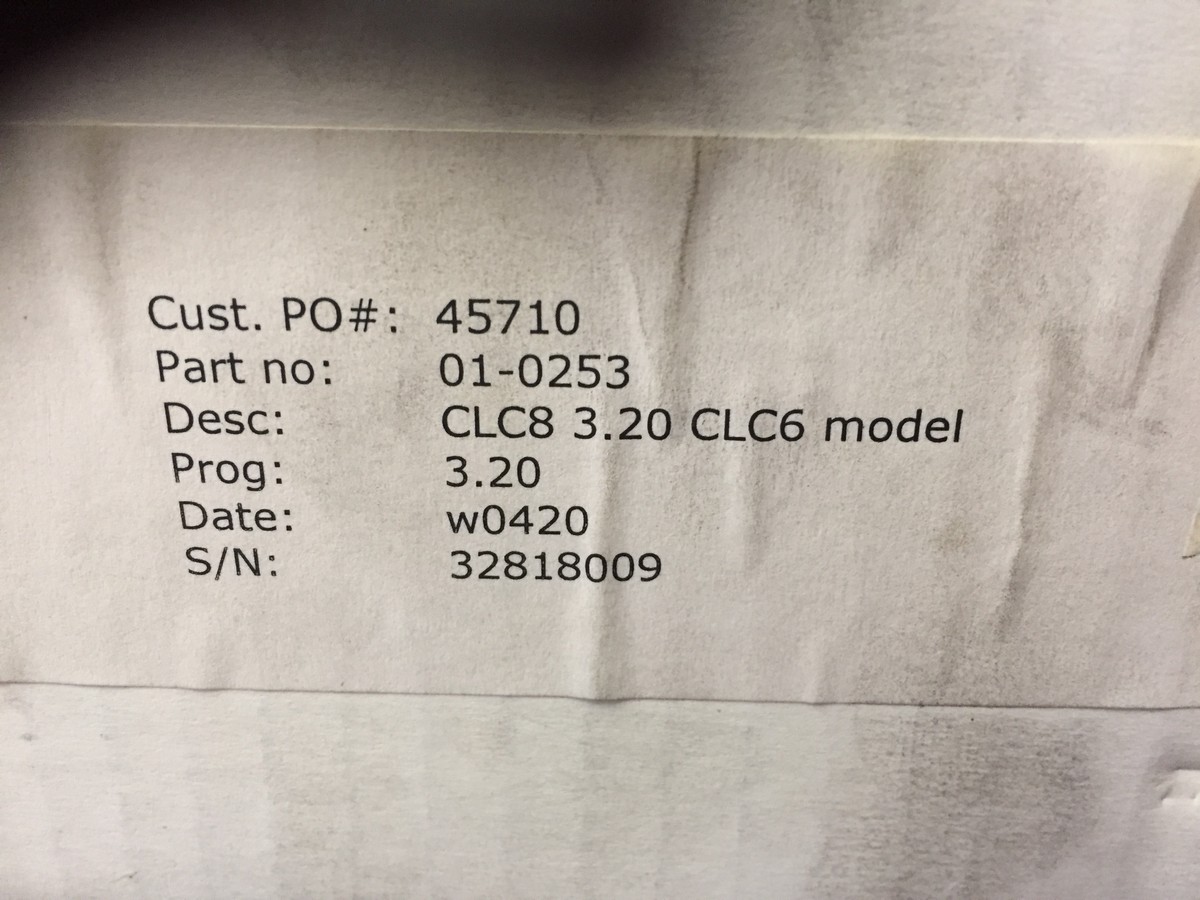 Cust. PO#: 45710
Part no: 01-0253
Desc: CLC8 3.20 CLC6 model
Prog: 3.20
Date: w0420
S/N: 32818009